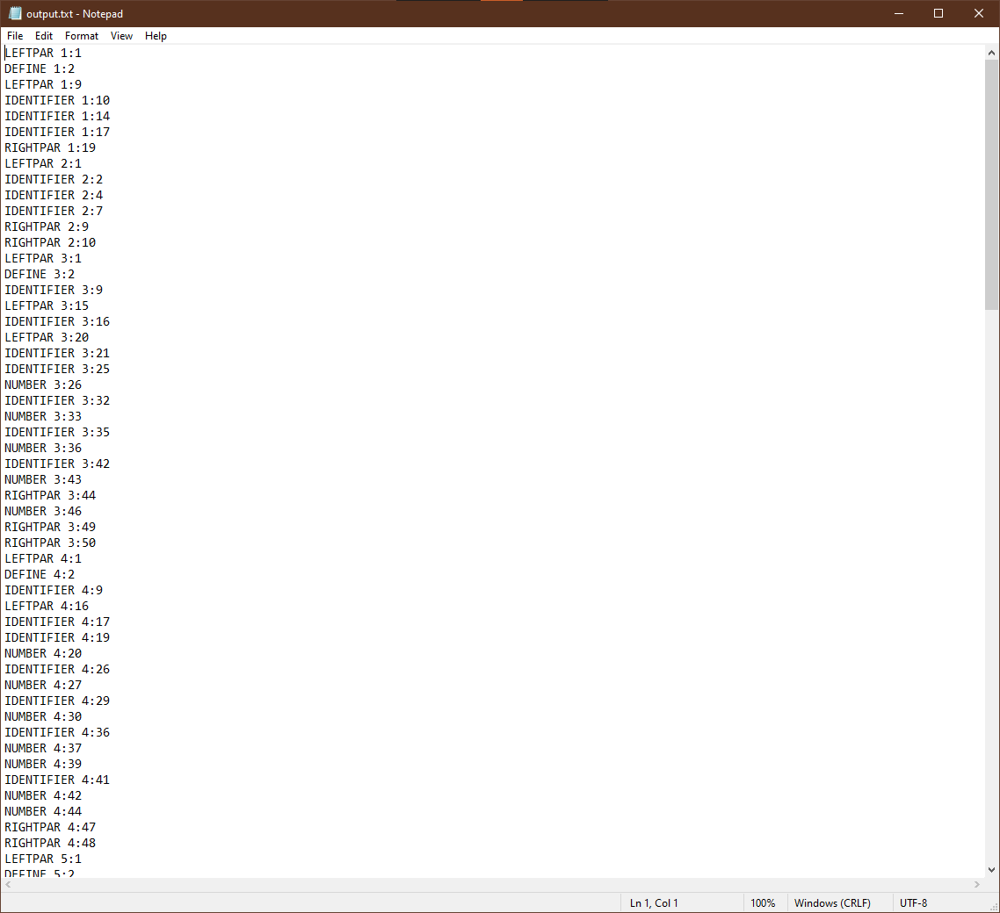 output.txt - Notepad
File Edit Format View Help
LEFTPAR 1:1
DEFINE 1:2
LEFTPAR 1:9
IDENTIFIER 1:10
IDENTIFIER 1:14
IDENTIFIER 1:17
RIGHTPAR 1:19
LEFTPAR 2:1
IDENTIFIER 2:2
IDENTIFIER 2:4
IDENTIFIER 2:7
RIGHTPAR 2:9
RIGHTPAR 2:10
LEFTPAR 3:1
DEFINE 3:2
IDENTIFIER 3:9
LEFTPAR 3:15
IDENTIFIER 3:16
LEFTPAR 3:20
IDENTIFIER 3:21
IDENTIFIER 3:25
NUMBER 3:26
IDENTIFIER 3:32
NUMBER 3:33
IDENTIFIER 3:35
NUMBER 3:36
IDENTIFIER 3:42
NUMBER 3:43
RIGHTPAR 3:44
NUMBER 3:46
RIGHTPAR 3:49
RIGHTPAR 3:50
LEFTPAR 4:1
DEFINE 4:2
IDENTIFIER 4:9
LEFTPAR 4:16
IDENTIFIER 4:17
IDENTIFIER 4:19
NUMBER 4:20
IDENTIFIER 4:26
NUMBER 4:27
IDENTIFIER 4:29
NUMBER 4:30
IDENTIFIER 4:36
NUMBER 4:37
NUMBER 4:39
IDENTIFIER 4:41
NUMBER 4:42
NUMBER 4:44
RIGHTPAR 4:47
RIGHTPAR 4:48
LEFTPAR 5:1
DEFINE 5:2
Ln 1, Col 1 100% Windows (CRLF) UTF-8